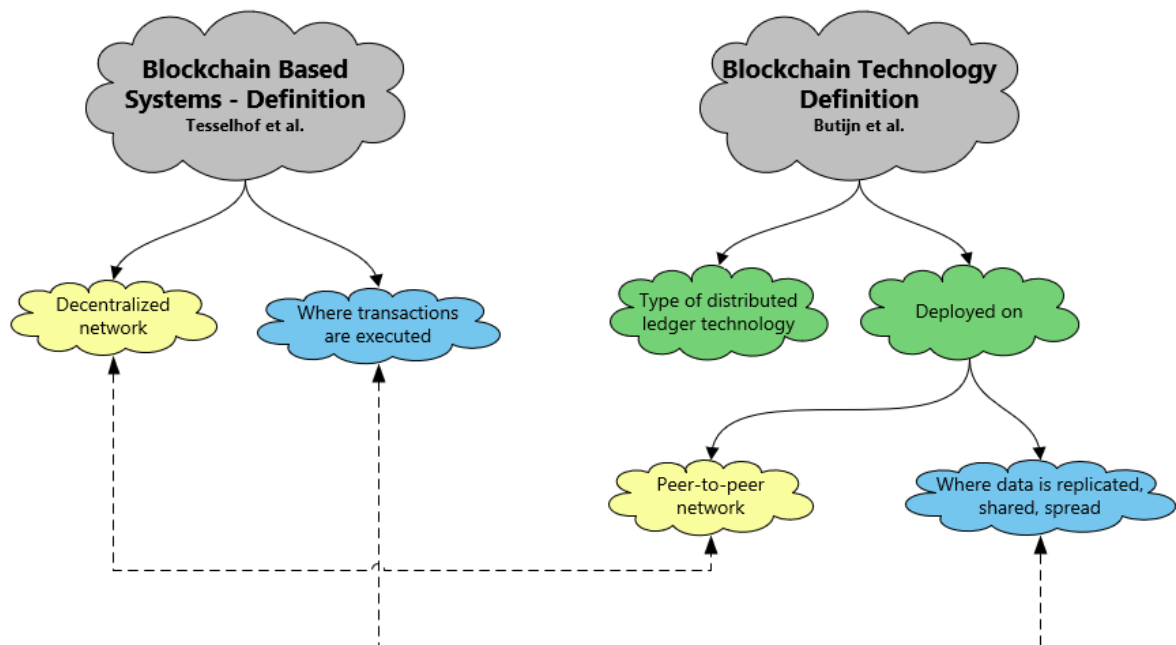 Blockchain Based
Systems - Definition
Tesselhof et al.
Blockchain Technology
Definition
Butijn et al.
Decentralized
network
Where transactions
are executed
Type of distributed
ledger technology
Deployed on
Peer-to-peer
network
Where data is replicated,
shared, spread